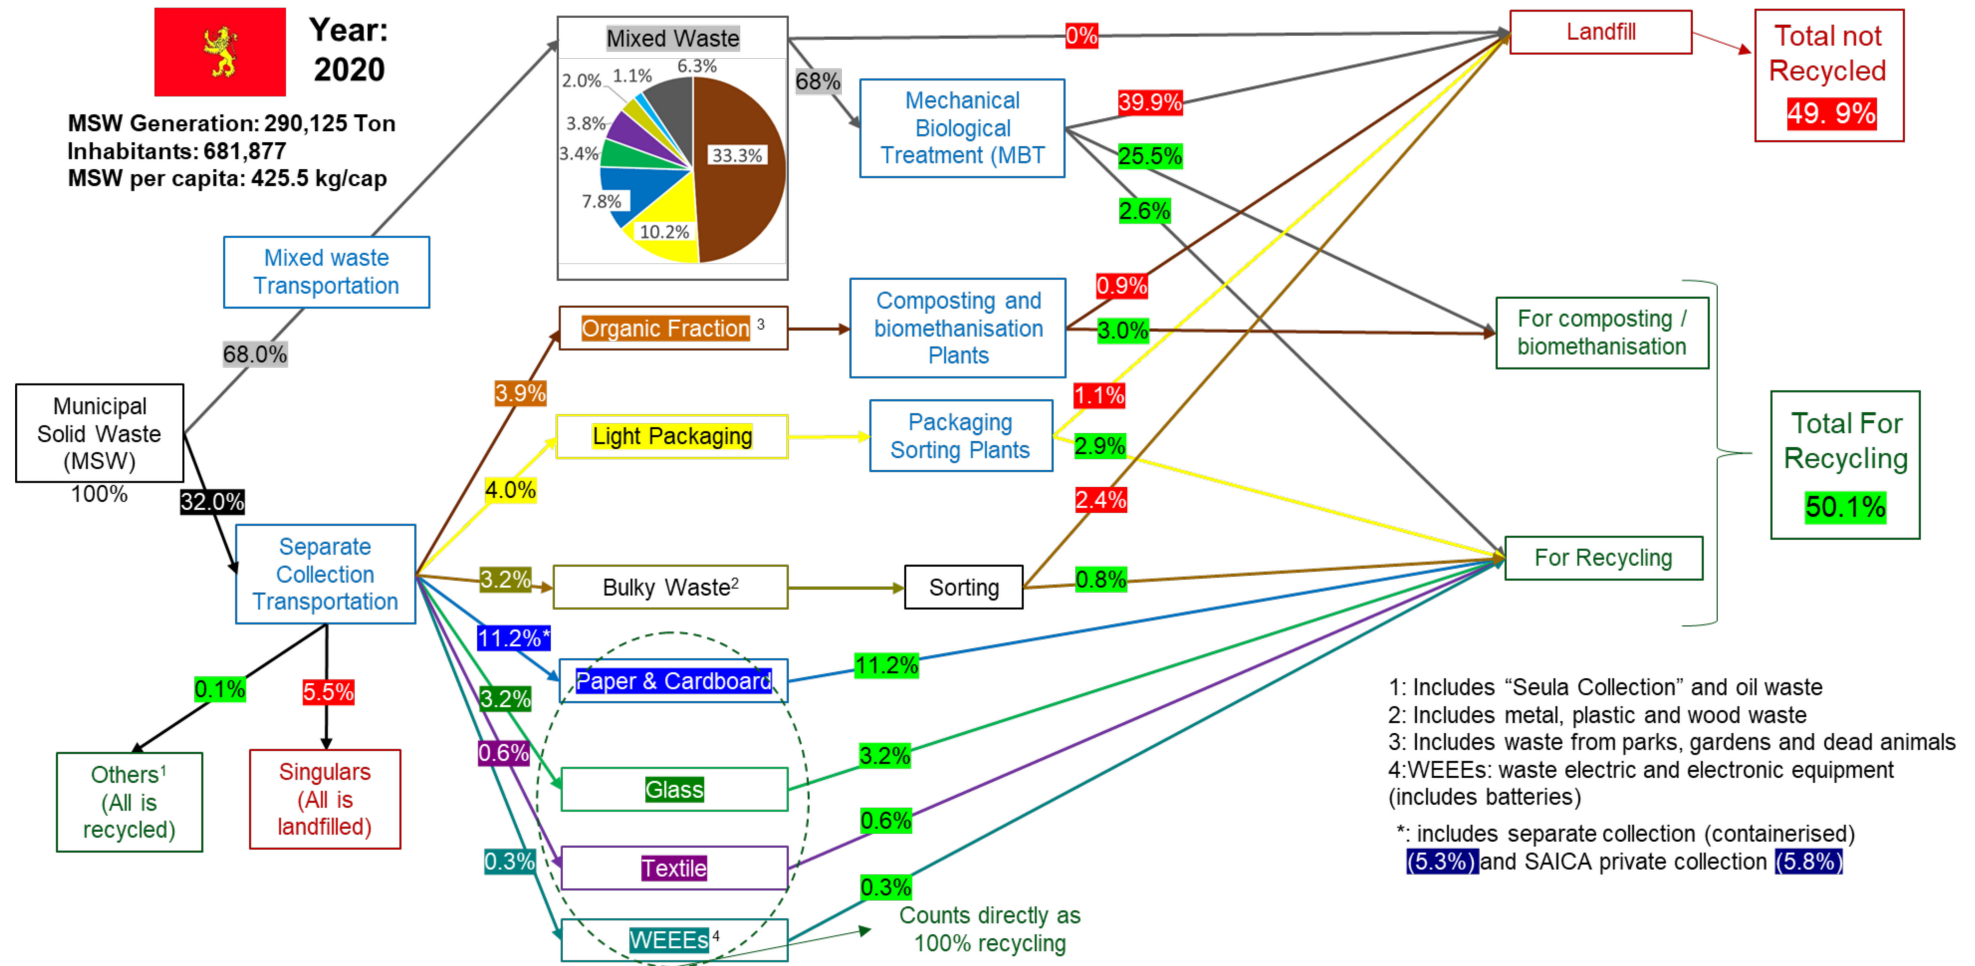 Year:
2020
MSW Generation: 290,125 Ton
Inhabitants: 681,877
MSW per capita: 425.5 kg/cap
Mixed waste
Transportation
68.0%
Municipal
Solid Waste
(MSW)
100%
32.0%
Separate
Collection
Transportation
0.1%
5.5%
Others1
(All is
recycled)
Singulars
(All is
landfilled)
Mixed Waste
6.3%
1.1%
2.0%
3.8%
3.4%
7.8%
10.2%
33.3%
0%
68%
Mechanical
Biological
Treatment (MBT
39.9%
25.5%
2.6%
3.9%
Organic Fraction 3
Composting and
biomethanisation
Plants
0.9%
3.0%
4.0%
Light Packaging
Packaging
Sorting Plants
1.1%
2.9%
3.2%
Bulky Waste2
Sorting
2.4%
0.8%
11.2%*
Paper & Cardboard
11.2%
3.2%
Glass
3.2%
0.6%
Textile
0.6%
0.3%
WEEEs 4
0.3%
Counts directly as
100% recycling
Landfill
Total not
Recycled
49. 9%
For composting /
biomethanisation
Total For
Recycling
50.1%
For Recycling
1: Includes “Seula Collection” and oil waste
2: Includes metal, plastic and wood waste
3: Includes waste from parks, gardens and dead animals
4:WEEEs: waste electric and electronic equipment
(includes batteries)
*: includes separate collection (containerised)
(5.3%) and SAICA private collection (5.8%)